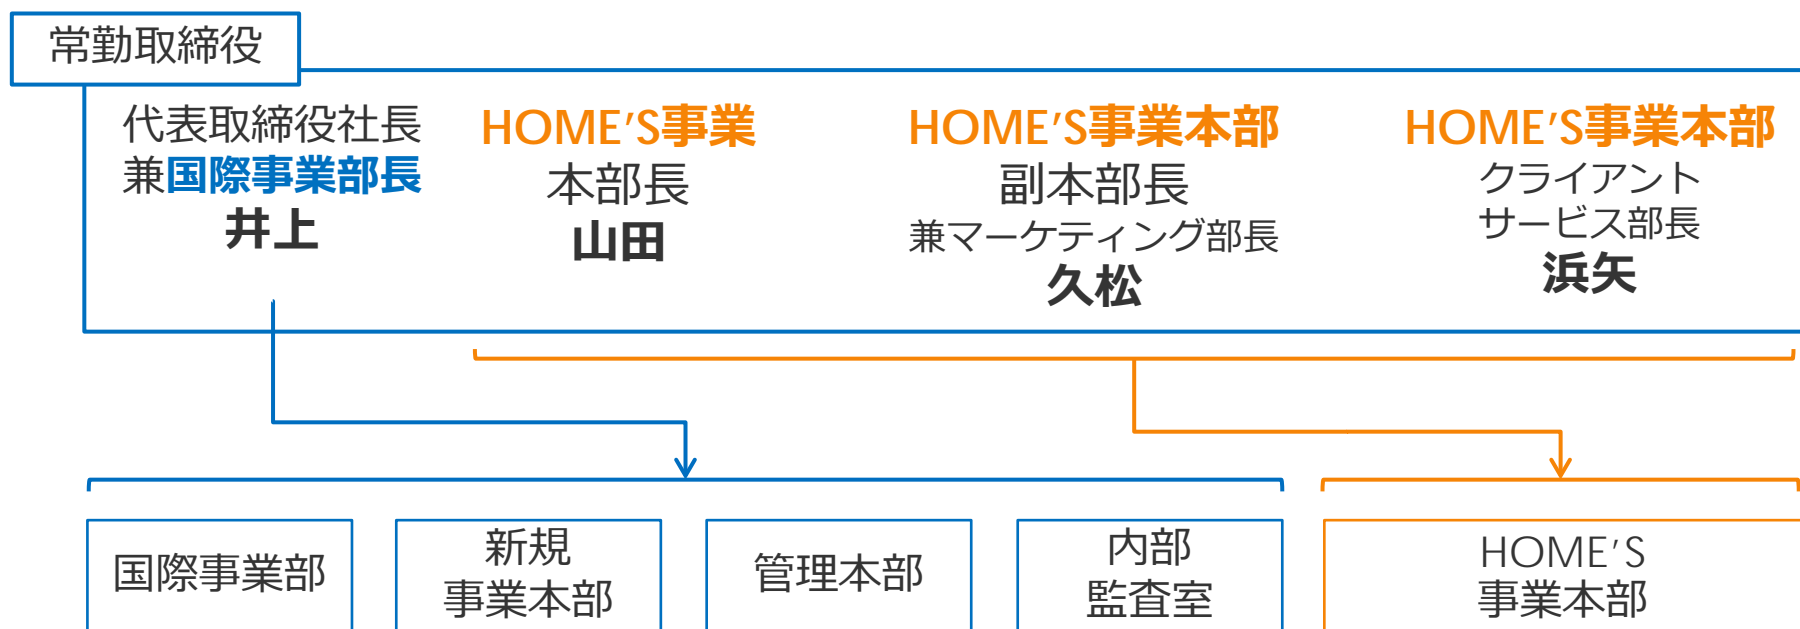 常勤取締役
代表取締役社長
兼国際事業部長
井上
HOME'S事業
本部長
山田
HOME'S事業本部
副本部長
兼マーケティング部長
久松
HOME'S事業本部
クライアント
サービス部長
浜矢
国際事業部
新規
事業本部
管理本部
内部
監査室
HOME'S
事業本部